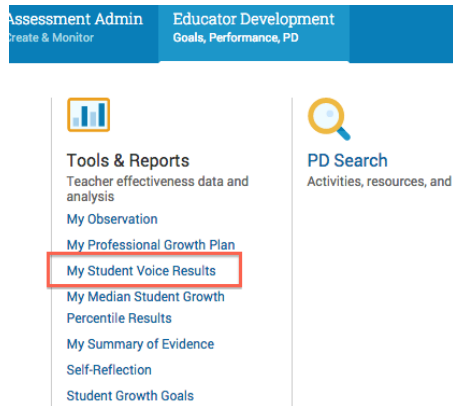 Assessment Admin
Create & Monitor
Educator Development
Goals, Performance, PD
Tools & Reports
Teacher effectiveness data and
analysis
My Observation
My Professional Growth Plan
My Student Voice Results
My Median Student Growth
Percentile Results
My Summary of Evidence
Self-Reflection
Student Growth Goals
PD Search
Activities, resources, and